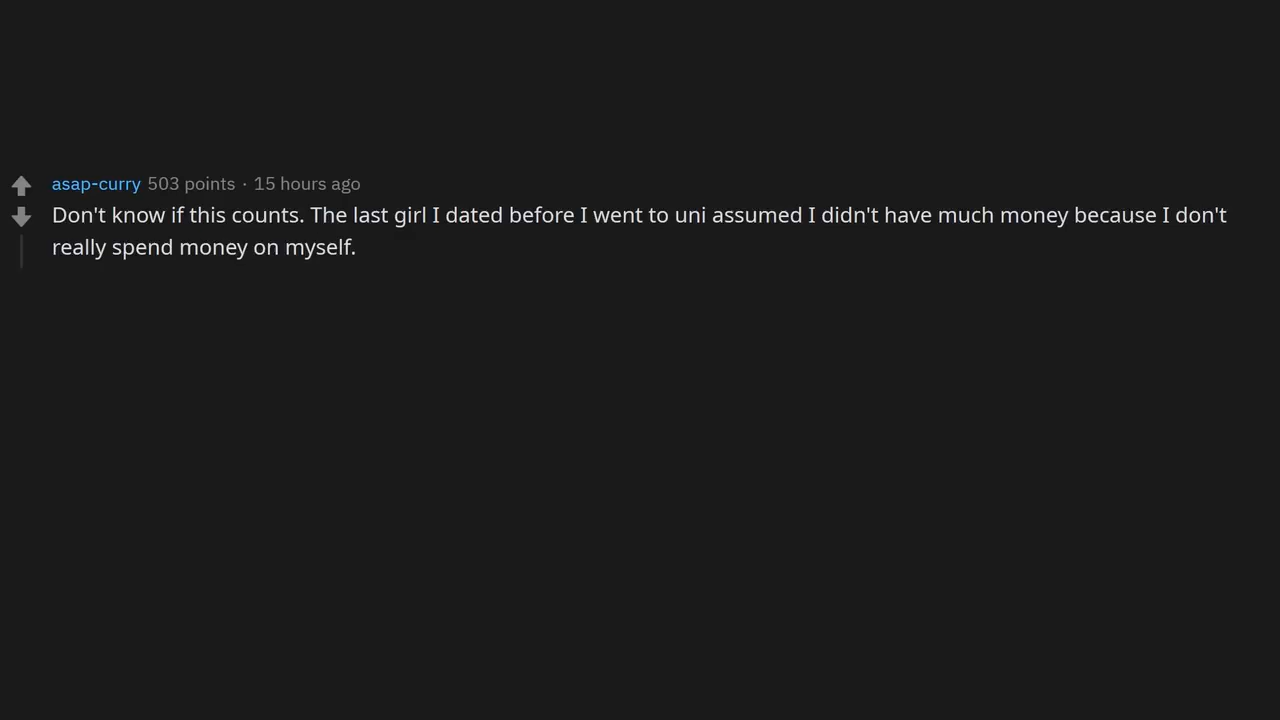 asap-curry 503 points · 15 hours ago
Don't know if this counts. The last girl I dated before I went to uni assumed I didn't have much money because I don't
really spend money on myself.